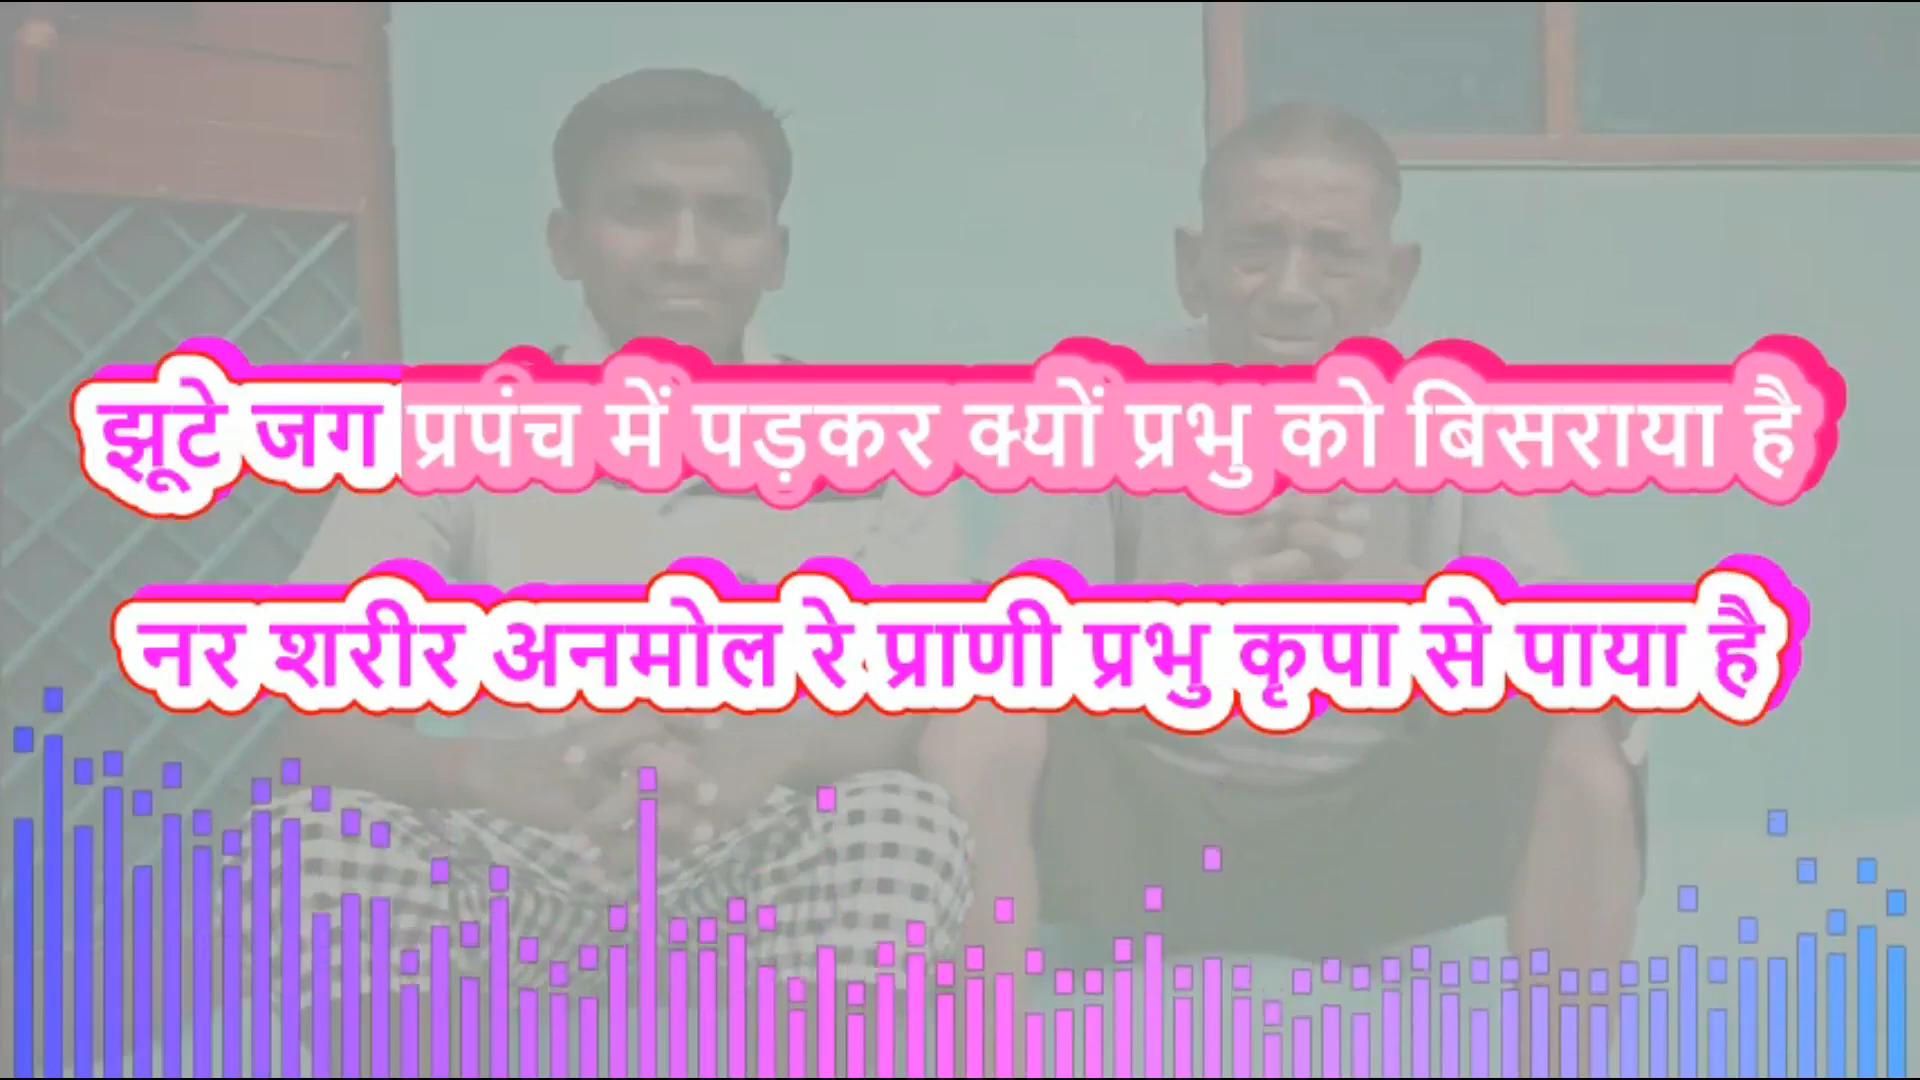 झूटे जग प्रपंच में पड़कर क्यों प्रभु को बिसराया है
नर शरीर अनमोल रे प्राणी प्रभु कृपा से पाया है